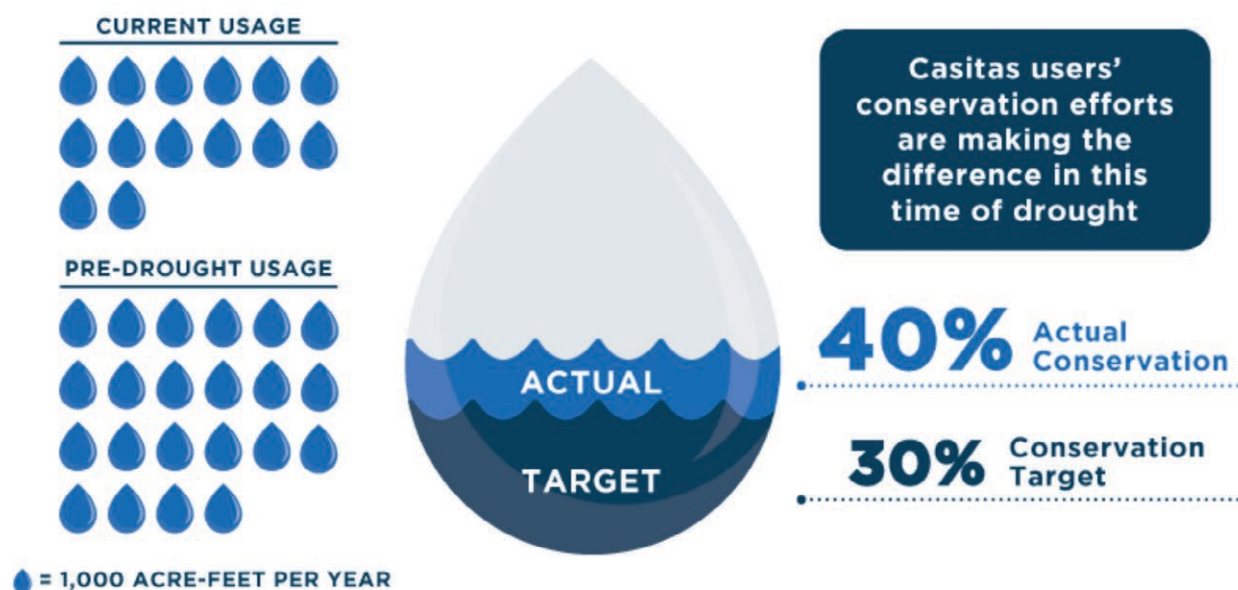 CURRENT USAGE
PRE-DROUGHT USAGE
= 1,000 ACRE-FEET PER YEAR
ACTUAL
TARGET
Casitas users’
conservation efforts
are making the
difference in this
time of drought
40% Actual
Conservation
30% Conservation
Target